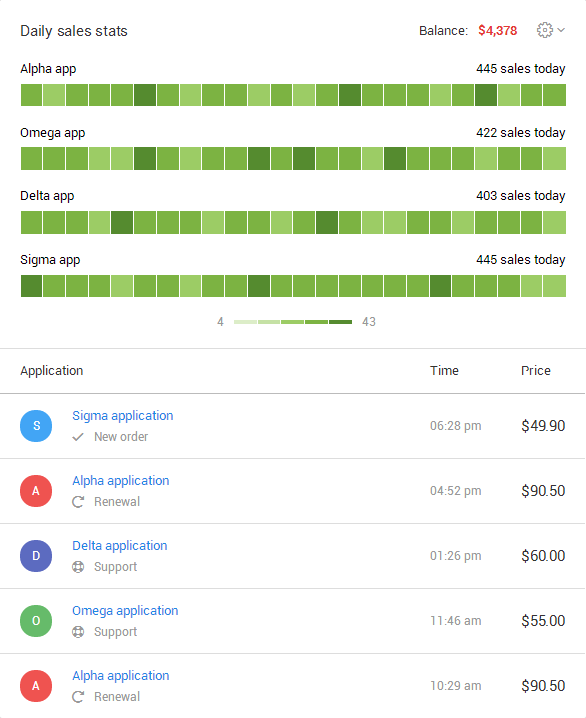 Daily sales stats Balance: $4,378
Alpha app 445 sales today
Omega app 422 sales today
Delta app 403 sales today
Sigma app 445 sales today
4 43
Application Time Price
S Sigma application 06:28 pm $49.90
New order
A Alpha application 04:52 pm $90.50
Renewal
D Delta application 01:26 pm $60.00
Support
O Omega application 11:46 am $55.00
Support
A Alpha application 10:29 am $90.50
Renewal